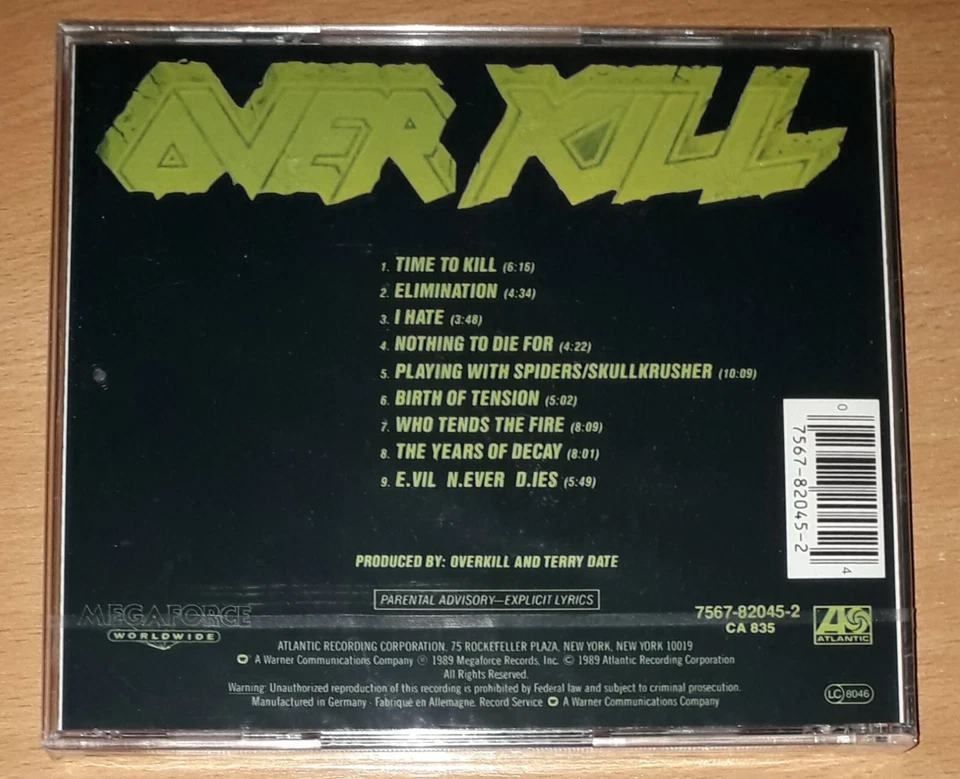 OVER KILL
1. TIME TO KILL (6:16)
2. ELIMINATION (4:34)
3. I HATE (3:48)
4. NOTHING TO DIE FOR (4:22)
5. PLAYING WITH SPIDERS/SKULLKRUSHER (10:09)
6. BIRTH OF TENSION (5:02)
7. WHO TENDS THE FIRE (8:09)
8. THE YEARS OF DECAY (8:01)
9. E.VIL N.EVER D.IES (5:49)
0
7567-82045-2
4
PRODUCED BY: OVERKILL AND TERRY DATE
PARENTAL ADVISORY—EXPLICIT LYRICS
MEGAFORCE
WORLDWIDE
7567-82045-2
CA 835
ATLANTIC
ATLANTIC RECORDING CORPORATION, 75 ROCKEFELLER PLAZA, NEW YORK, NEW YORK 10019
A Warner Communications Company ℗ 1989 Megaforce Records, Inc. © 1989 Atlantic Recording Corporation
All Rights Reserved.
Warning: Unauthorized reproduction of this recording is prohibited by Federal law and subject to criminal prosecution.
Manufactured in Germany · Fabriqué en Allemagne, Record Service A Warner Communications Company
LC 8046